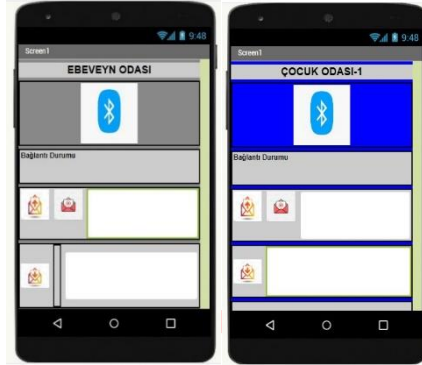 9:48
Screen1
EBEVEYN ODASI
Bağlantı Durumu
9:48
Screen1
ÇOCUK ODASI-1
Bağlantı Durumu